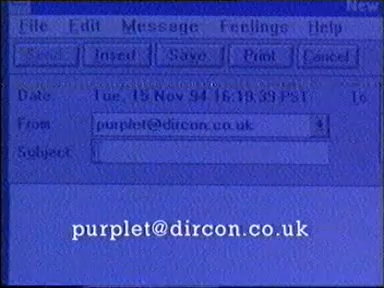 New
File Edit Message Feelings Help
Send Insert Save Print Cancel
Date: Tue, 15 Nov 94 16:19:39 PST To
From: purplet@dircon.co.uk
Subject:
purplet@dircon.co.uk